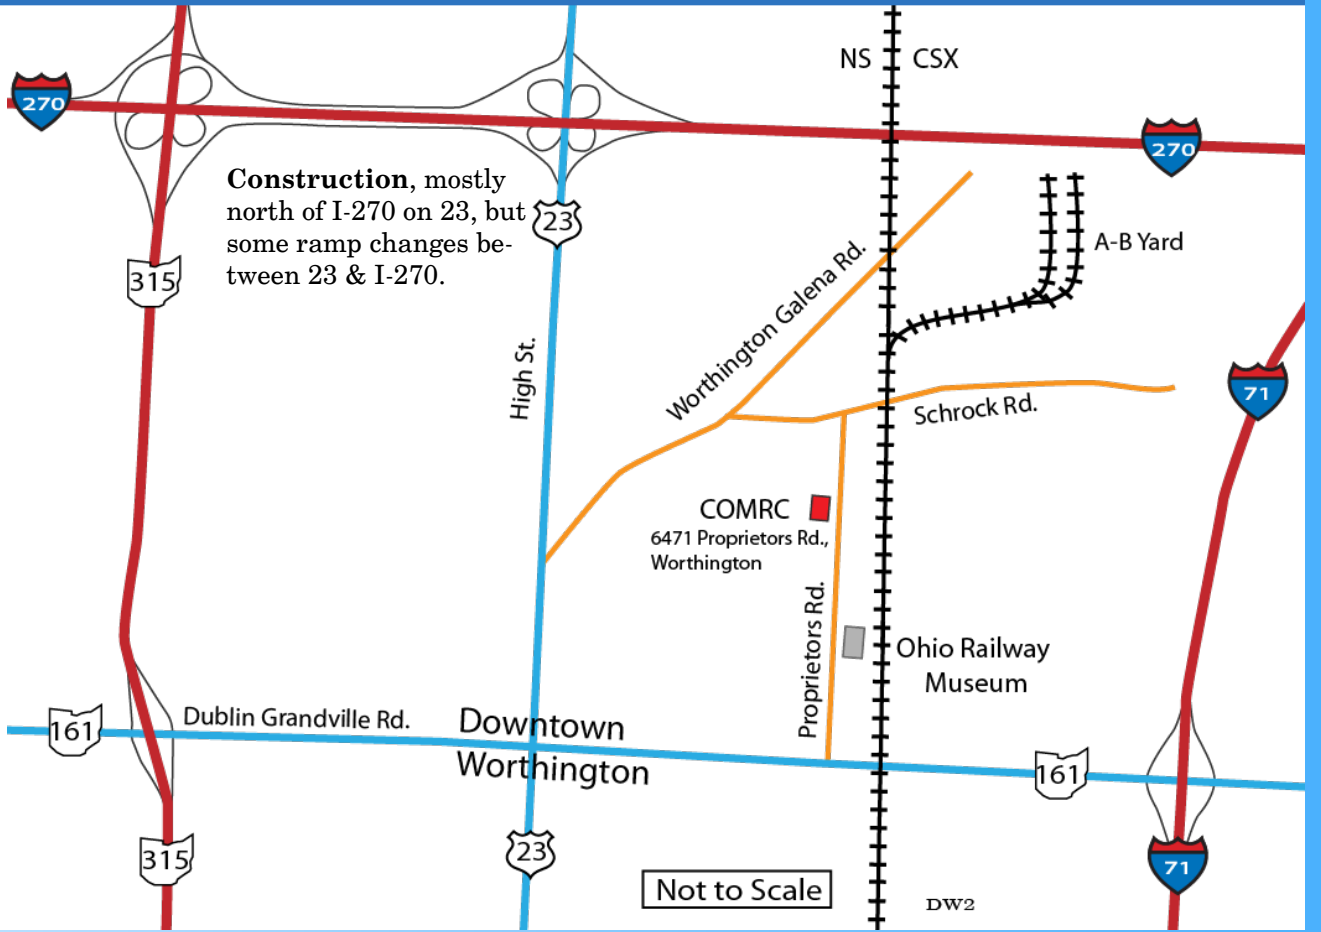 NS
CSX
270
270
Construction, mostly
north of I-270 on 23, but
some ramp changes be-
tween 23 & I-270.
23
A-B Yard
315
Worthington Galena Rd.
High St.
71
Schrock Rd.
COMRC
6471 Proprietors Rd.,
Worthington
Proprietors Rd.
Ohio Railway
Museum
161
Dublin Grandville Rd.
Downtown
Worthington
161
315
23
71
Not to Scale
DW2